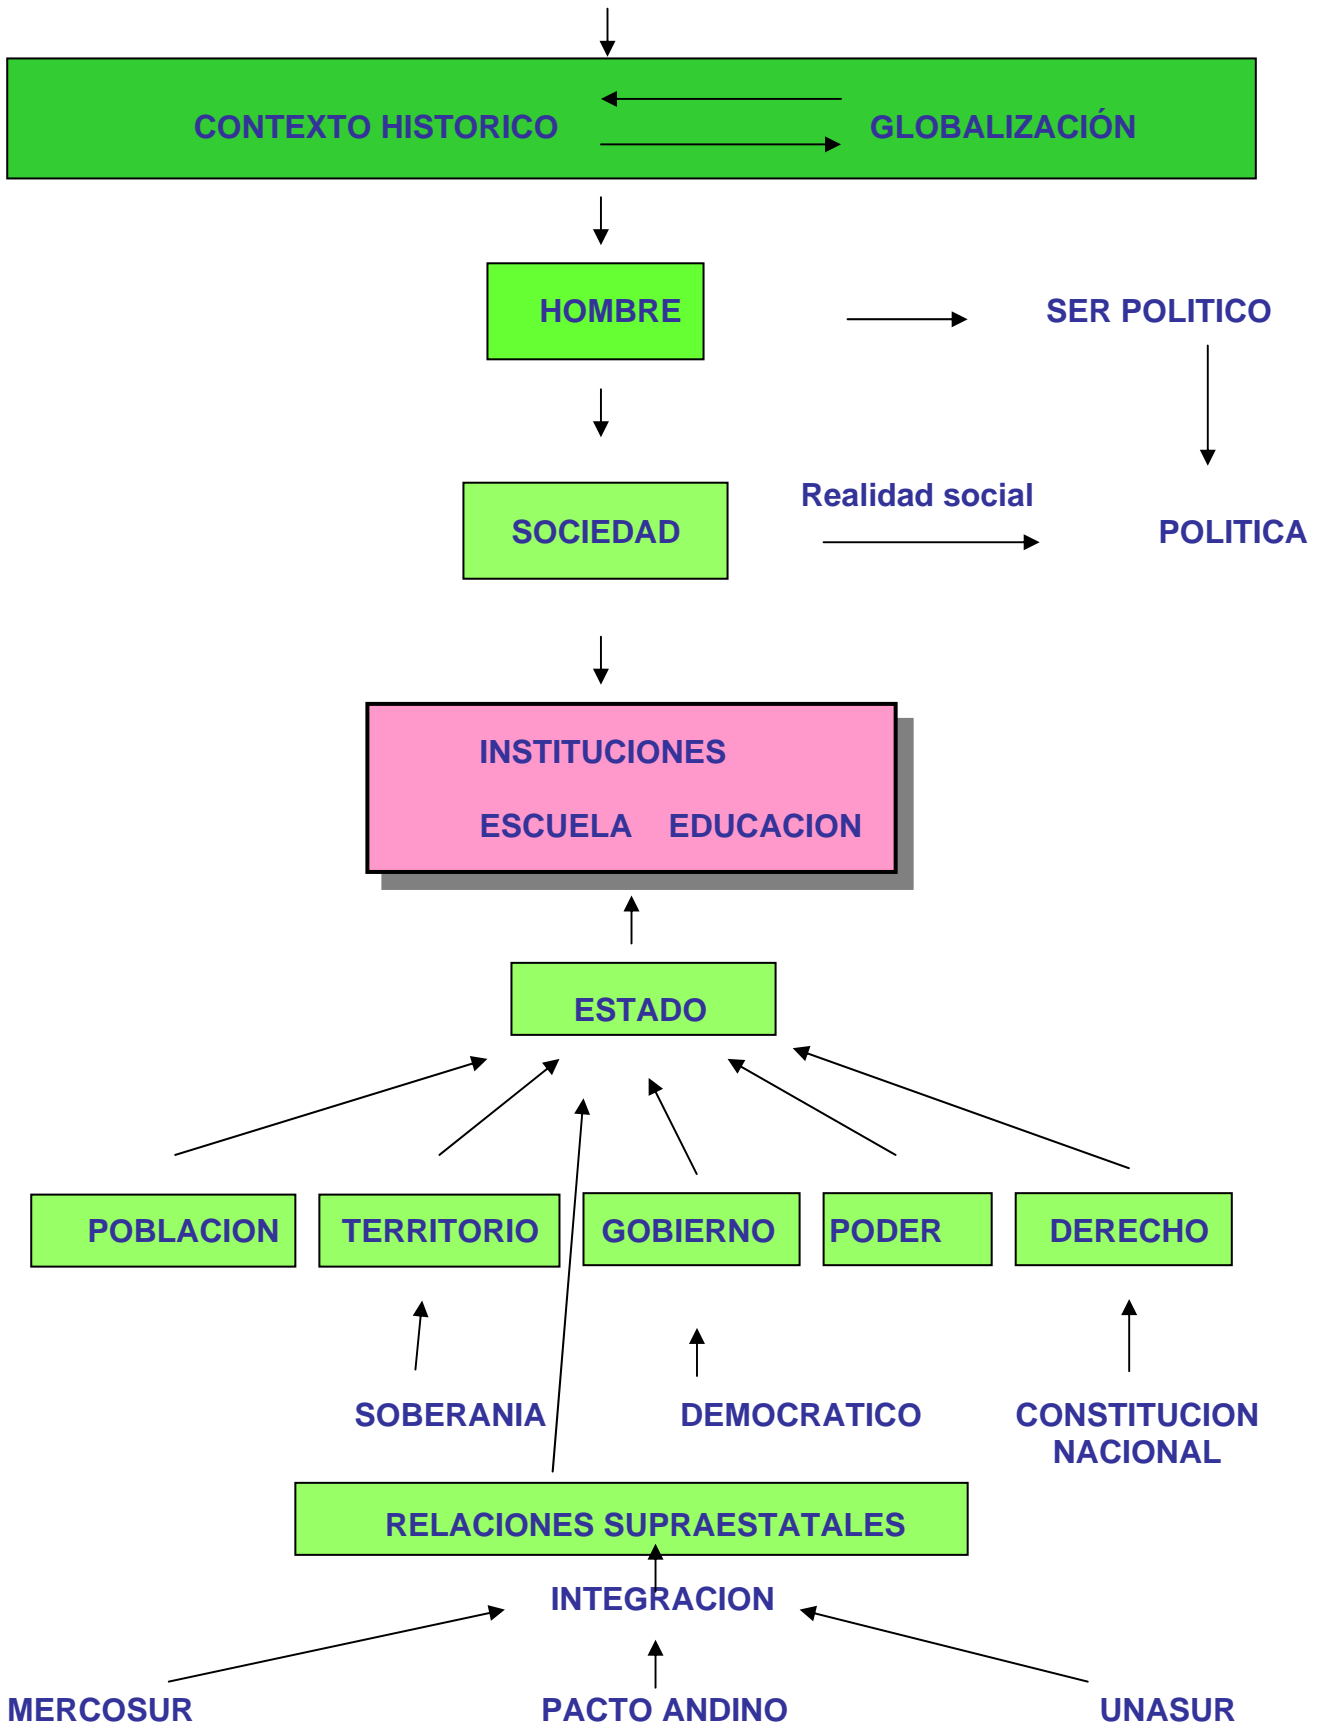 CONTEXTO HISTORICO GLOBALIZACIÓN
HOMBRE SER POLITICO
Realidad social
SOCIEDAD POLITICA
INSTITUCIONES
ESCUELA EDUCACION
ESTADO
POBLACION TERRITORIO GOBIERNO PODER DERECHO
SOBERANIA DEMOCRATICO CONSTITUCION
NACIONAL
RELACIONES SUPRAESTATALES
INTEGRACION
MERCOSUR PACTO ANDINO UNASUR